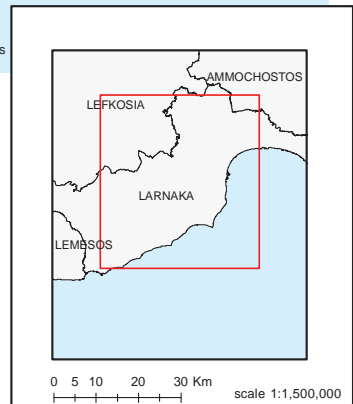 s
AMMOCHOSTOS
LEFKOSIA
LARNAKA
LEMESOS
0 5 10 20 30 Km
scale 1:1,500,000